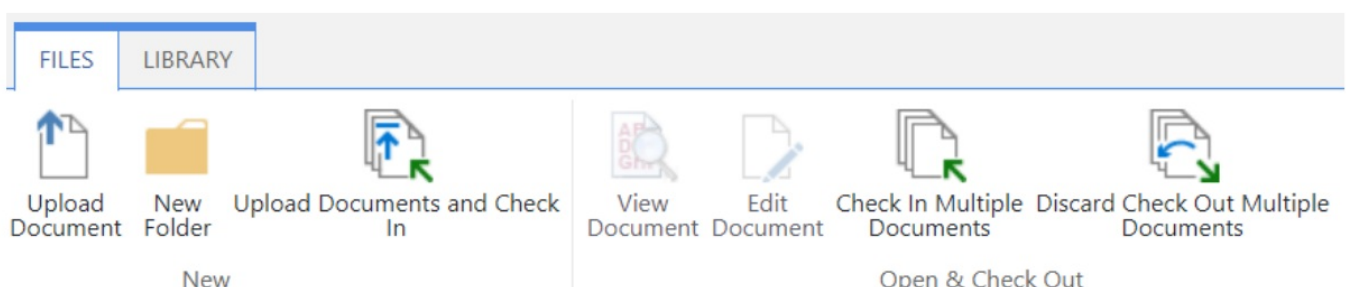 FILES LIBRARY
Upload New Upload Documents and Check View Edit Check In Multiple Discard Check Out Multiple
Document Folder In Document Document Documents Documents
New Open & Check Out